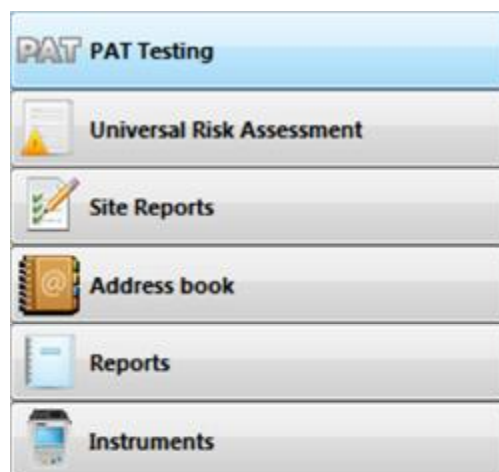 PAT PAT Testing
Universal Risk Assessment
Site Reports
@ Address book
Reports
Instruments